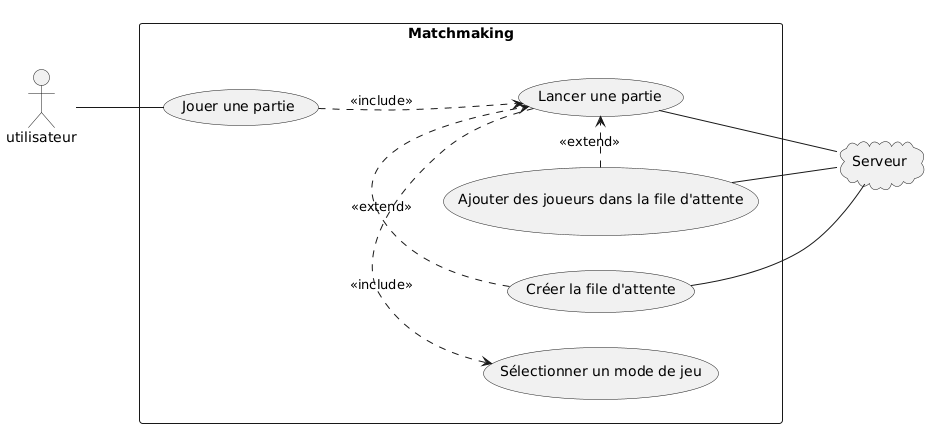 Matchmaking
utilisateur
Jouer une partie
«include»
Lancer une partie
«extend»
Serveur
Ajouter des joueurs dans la file d'attente
«extend»
«include»
Créer la file d'attente
Sélectionner un mode de jeu